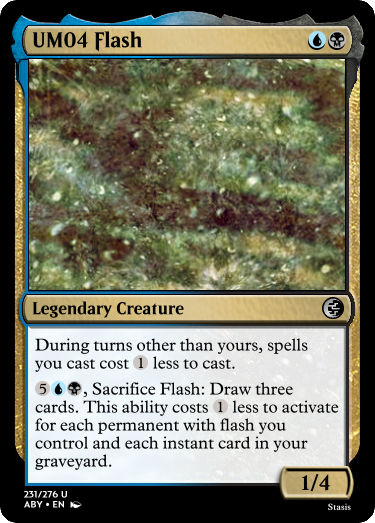 UM04 Flash
Legendary Creature
During turns other than yours, spells
you cast cost 1 less to cast.
5, Sacrifice Flash: Draw three
cards. This ability costs 1 less to activate
for each permanent with flash you
control and each instant card in your
graveyard.
1/4
231/276 U
ABY • EN
Stasis